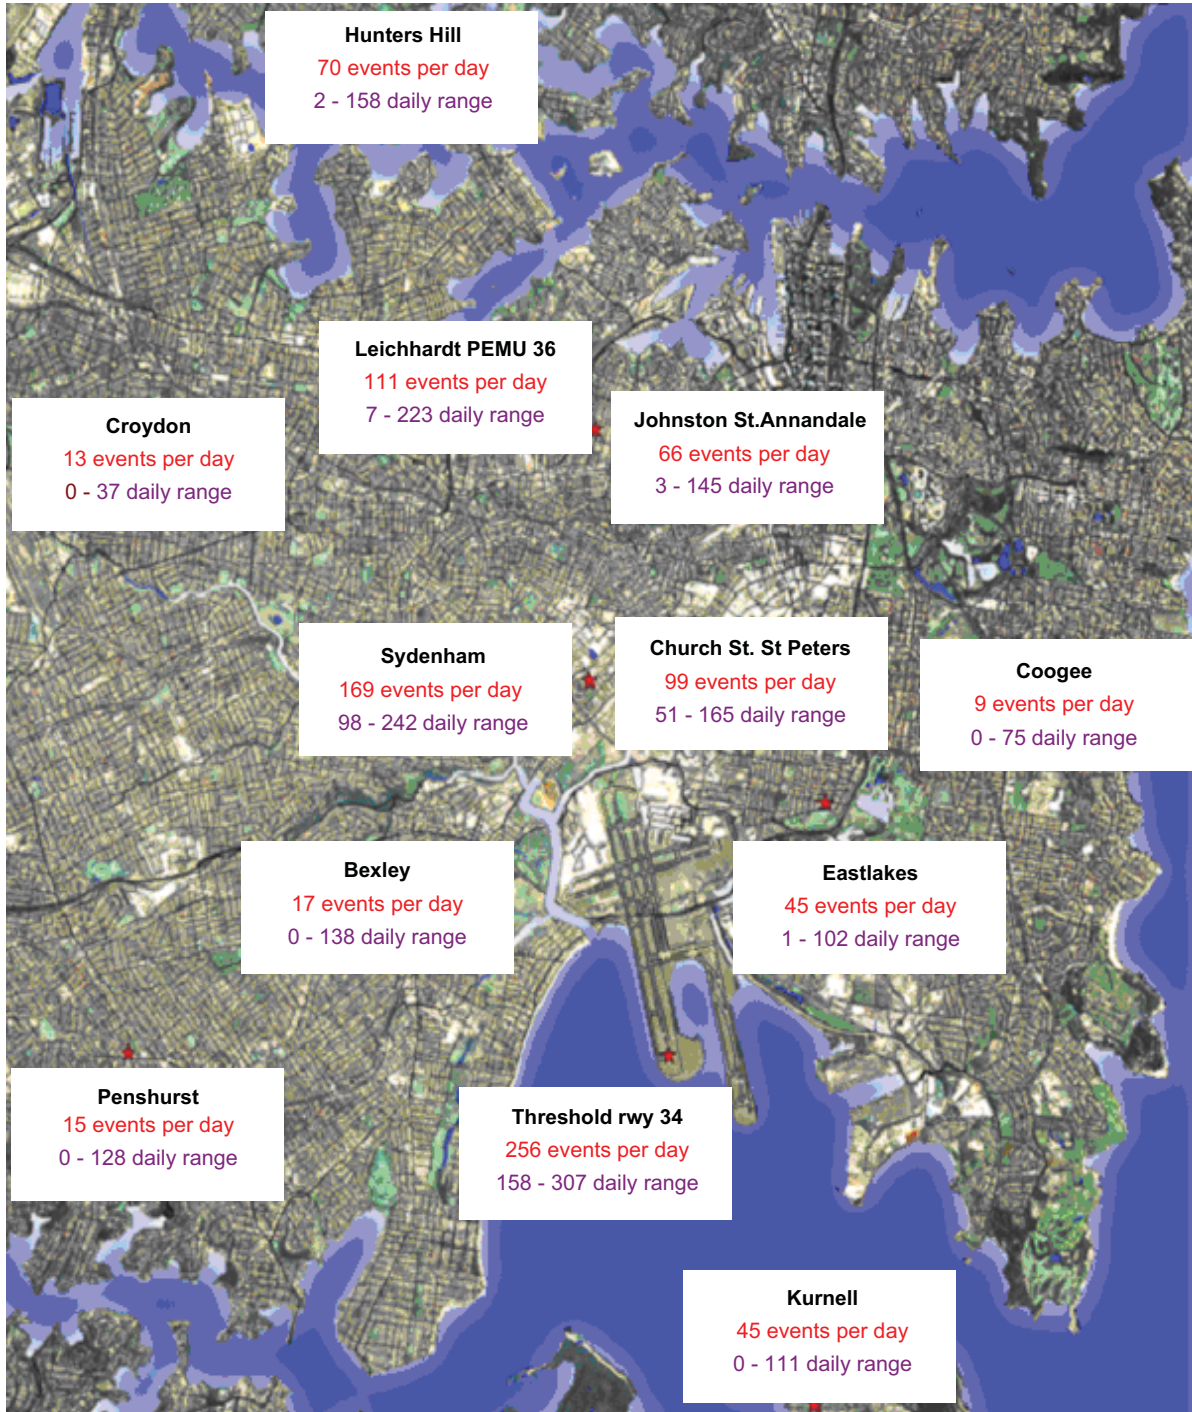 Hunters Hill
70 events per day
2 - 158 daily range
Leichhardt PEMU 36
111 events per day
7 - 223 daily range
Johnston St.Annandale
66 events per day
3 - 145 daily range
Croydon
13 events per day
0 - 37 daily range
Sydenham
169 events per day
98 - 242 daily range
Church St. St Peters
99 events per day
51 - 165 daily range
Coogee
9 events per day
0 - 75 daily range
Bexley
17 events per day
0 - 138 daily range
Eastlakes
45 events per day
1 - 102 daily range
Penshurst
15 events per day
0 - 128 daily range
Threshold rwy 34
256 events per day
158 - 307 daily range
Kurnell
45 events per day
0 - 111 daily range